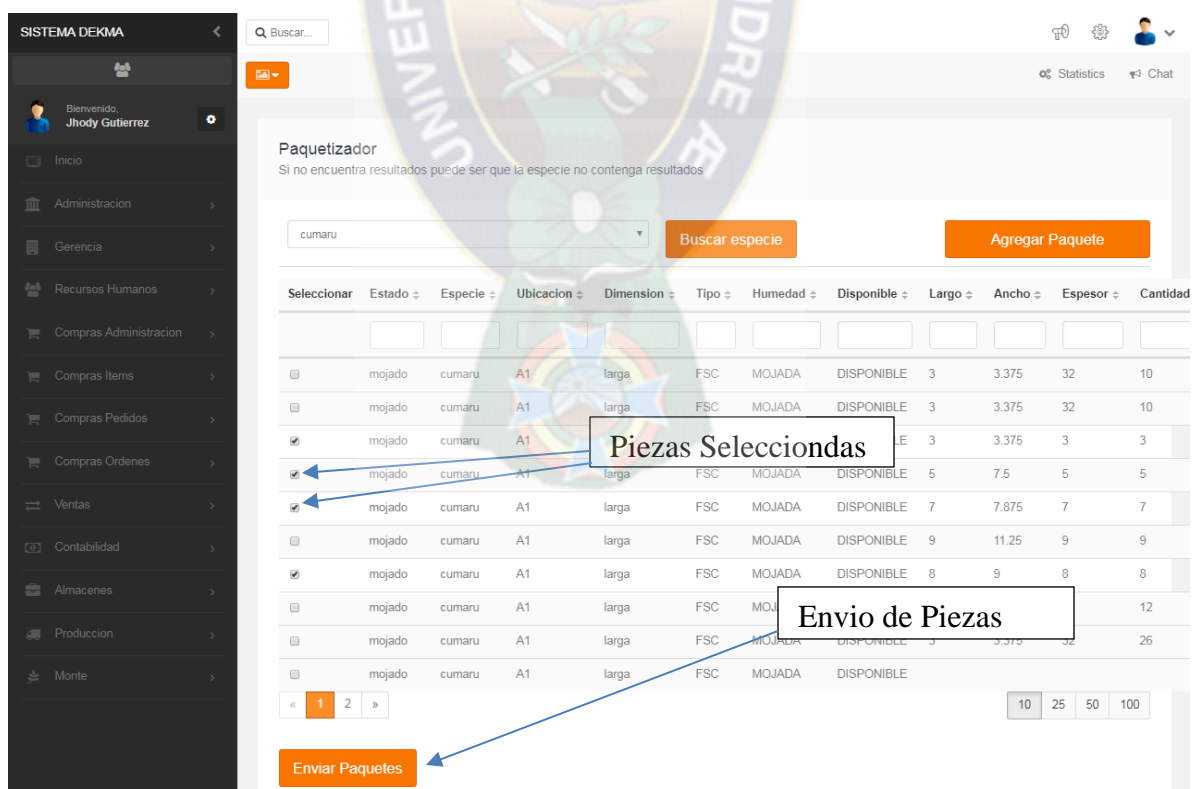 SISTEMA DEKMA
Buscar...
Statistics
Chat
Bienvenido,
Jhody Gutierrez
Inicio
Administracion
Gerencia
Recursos Humanos
Compras Administracion
Compras Items
Compras Pedidos
Compras Ordenes
Ventas
Contabilidad
Almacenes
Produccion
Monte
Paquetizador
Si no encuentra resultados puede ser que la especie no contenga resultados
cumaru
Buscar especie
Agregar Paquete
Seleccionar Estado Especie Ubicacion Dimension Tipo Humedad Disponible Largo Ancho Espesor Cantidad
mojado cumaru A1 larga FSC MOJADA DISPONIBLE 3 3.375 32 10
mojado cumaru A1 larga FSC MOJADA DISPONIBLE 3 3.375 32 10
mojado cumaru A1 3 3.375 3 3
Piezas Seleccionadas
mojado cumaru A1 larga FSC MOJADA DISPONIBLE 5 7.5 5 5
mojado cumaru A1 larga FSC MOJADA DISPONIBLE 7 7.875 7 7
mojado cumaru A1 larga FSC MOJADA DISPONIBLE 9 11.25 9 9
mojado cumaru A1 larga FSC MOJADA DISPONIBLE 8 9 8 8
mojado cumaru A1 larga FSC 12
Envio de Piezas
mojado cumaru A1 larga FSC MOJADA DISPONIBLE 3 3.375 32 26
mojado cumaru A1 larga FSC MOJADA DISPONIBLE
« 1 2 »
10 25 50 100
Enviar Paquetes